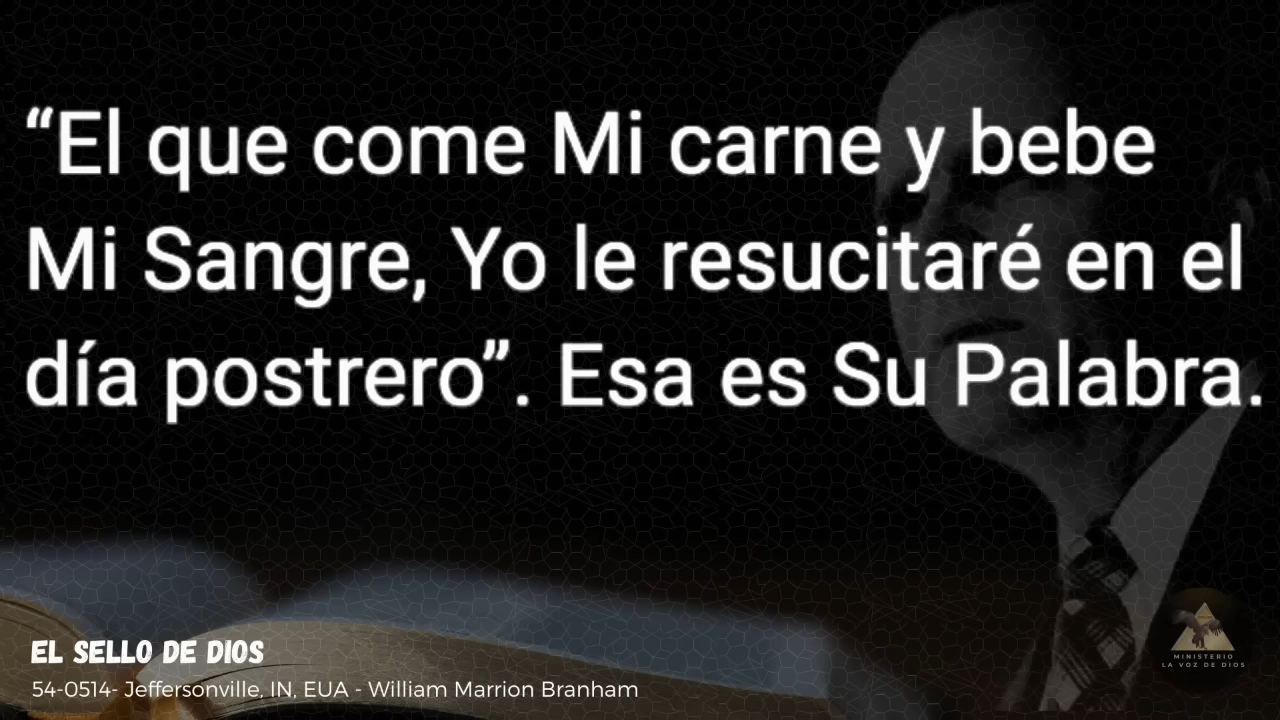 “El que come Mi carne y bebe
Mi Sangre, Yo le resucitaré en el
día postrero”. Esa es Su Palabra.
EL SELLO DE DIOS
54-0514- Jeffersonville, IN, EUA - William Marrion Branham
MINISTERIO
LA VOZ DE DIOS